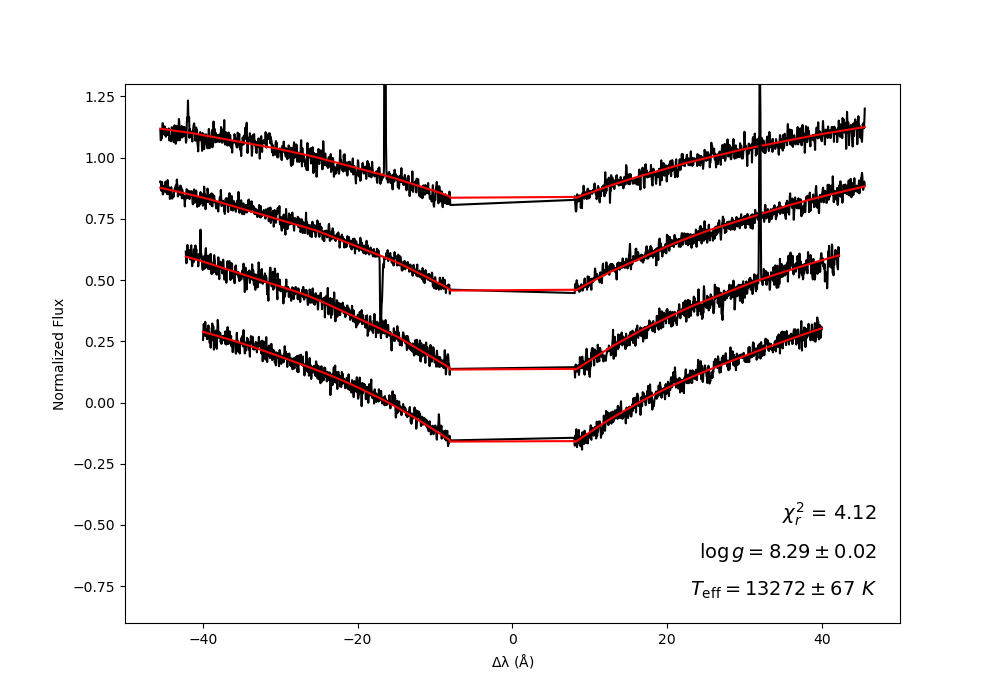 1.25
1.00
0.75
0.50
0.25
0.00
−0.25
−0.50
−0.75
Normalized Flux
χ²ᵣ = 4.12
log g = 8.29 ± 0.02
T_eff = 13272 ± 67 K
−40 −20 0 20 40
Δλ (Å)